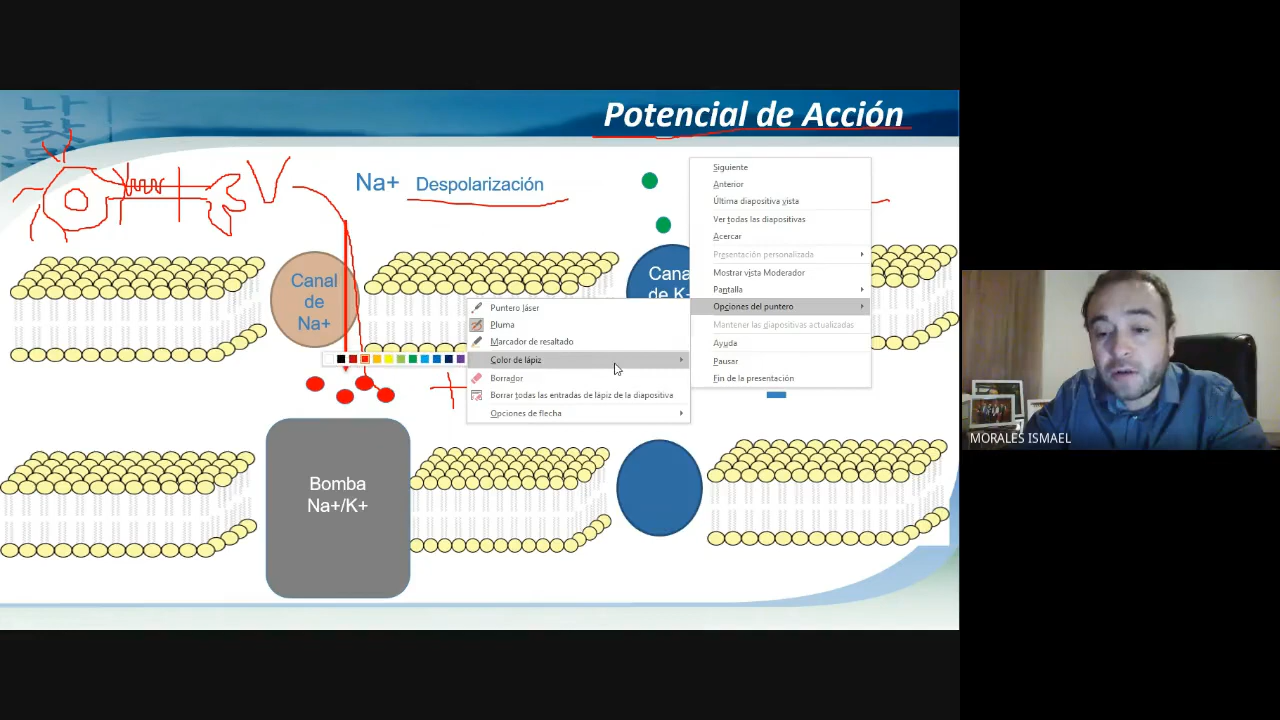 Potencial de Acción
V
Na+ Despolarización
Canal
de
Na+
Cana
de K+
Siguiente
Anterior
Última diapositiva vista
Ver todas las diapositivas
Acercar
Presentación personalizada
Mostrar vista Moderador
Pantalla
Opciones del puntero
Mantener las diapositivas actualizadas
Ayuda
Pausar
Fin de la presentación
Puntero láser
Pluma
Marcador de resaltado
Color de lápiz
Borrador
Borrar todas las entradas de lápiz de la diapositiva
Opciones de flecha
+
-
Bomba
Na+/K+
MORALES ISMAEL